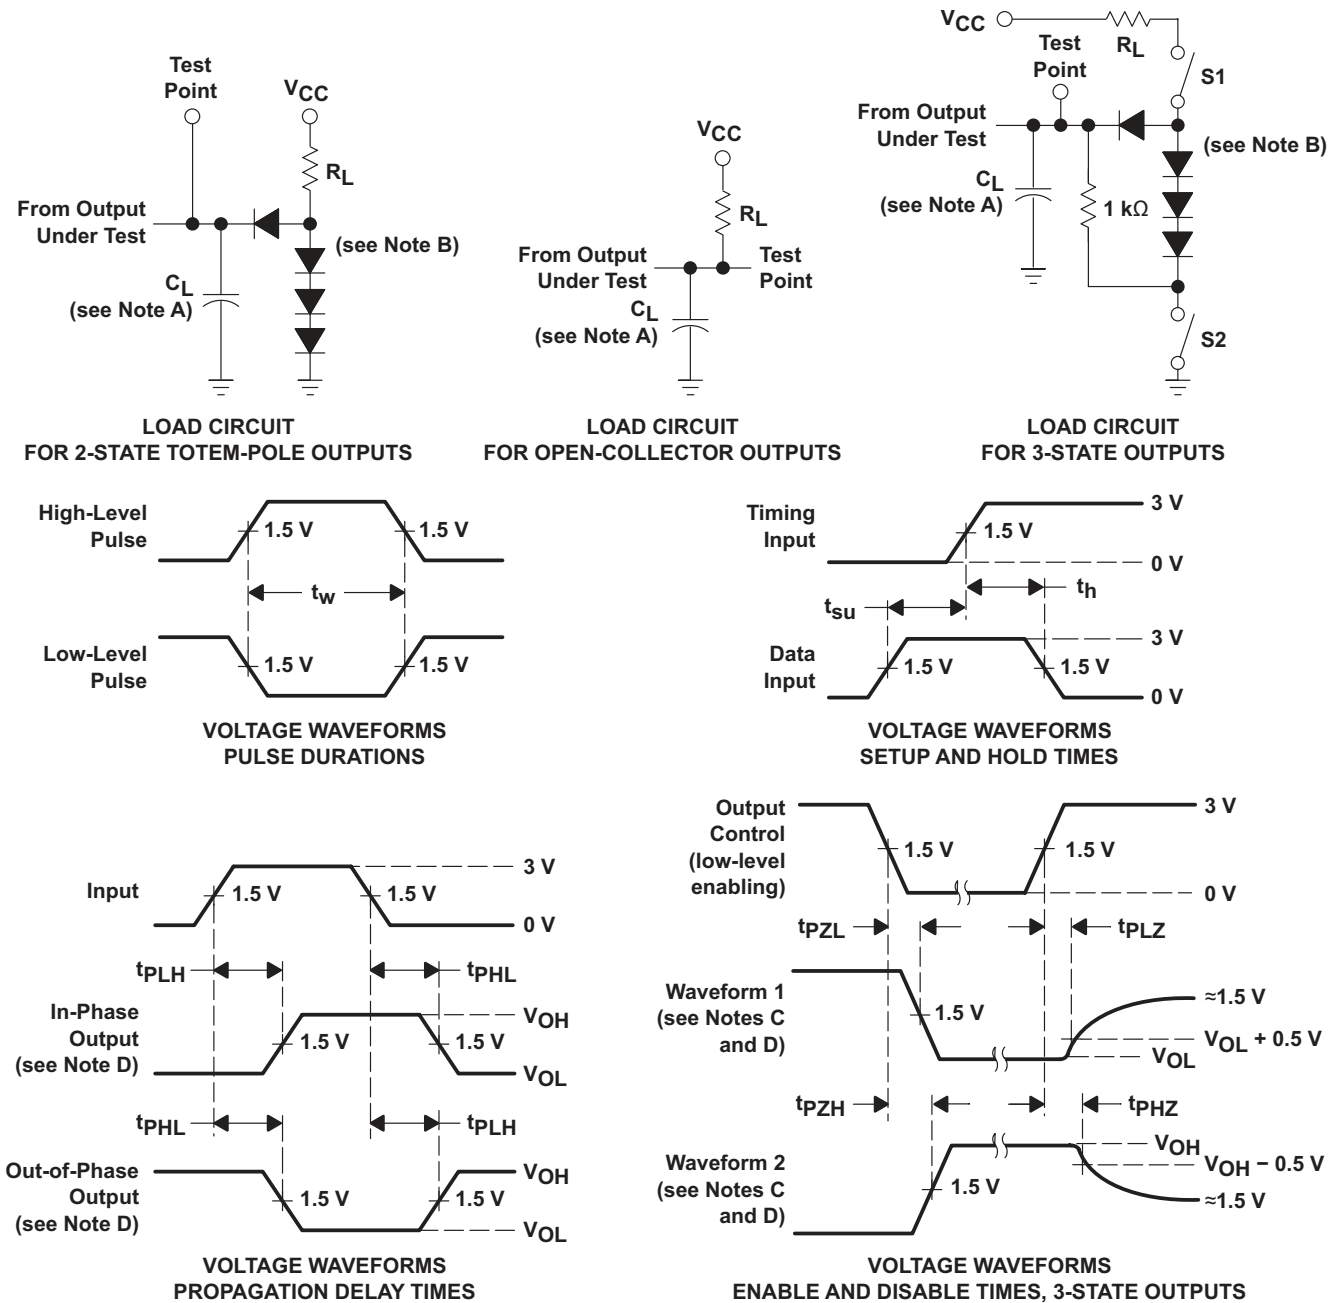 Test
Point
VCC
RL
From Output
Under Test
(see Note B)
CL
(see Note A)
LOAD CIRCUIT
FOR 2-STATE TOTEM-POLE OUTPUTS
VCC
RL
From Output
Under Test
Test
Point
CL
(see Note A)
LOAD CIRCUIT
FOR OPEN-COLLECTOR OUTPUTS
VCC
RL
Test
Point
S1
From Output
Under Test
(see Note B)
CL
(see Note A)
1 kΩ
S2
LOAD CIRCUIT
FOR 3-STATE OUTPUTS
High-Level
Pulse
1.5 V
1.5 V
tw
Low-Level
Pulse
1.5 V
1.5 V
VOLTAGE WAVEFORMS
PULSE DURATIONS
Timing
Input
1.5 V
3 V
0 V
th
tsu
Data
Input
1.5 V
1.5 V
3 V
0 V
VOLTAGE WAVEFORMS
SETUP AND HOLD TIMES
Input
1.5 V
1.5 V
3 V
0 V
tPLH
tPHL
In-Phase
Output
(see Note D)
1.5 V
1.5 V
VOH
VOL
tPHL
tPLH
Out-of-Phase
Output
(see Note D)
1.5 V
1.5 V
VOH
VOL
VOLTAGE WAVEFORMS
PROPAGATION DELAY TIMES
Output
Control
(low-level
enabling)
1.5 V
1.5 V
3 V
0 V
tPZL
tPLZ
Waveform 1
(see Notes C
and D)
1.5 V
≈1.5 V
VOL + 0.5 V
VOL
tPZH
tPHZ
Waveform 2
(see Notes C
and D)
1.5 V
VOH
VOH − 0.5 V
≈1.5 V
VOLTAGE WAVEFORMS
ENABLE AND DISABLE TIMES, 3-STATE OUTPUTS